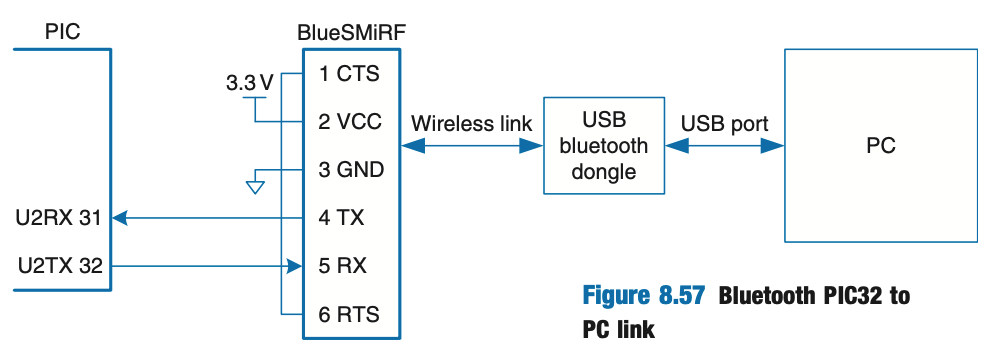 PIC
BlueSMiRF
3.3 V
1 CTS
2 VCC
3 GND
4 TX
5 RX
6 RTS
U2RX 31
U2TX 32
Wireless link
USB
bluetooth
dongle
USB port
PC
Figure 8.57 Bluetooth PIC32 to
PC link